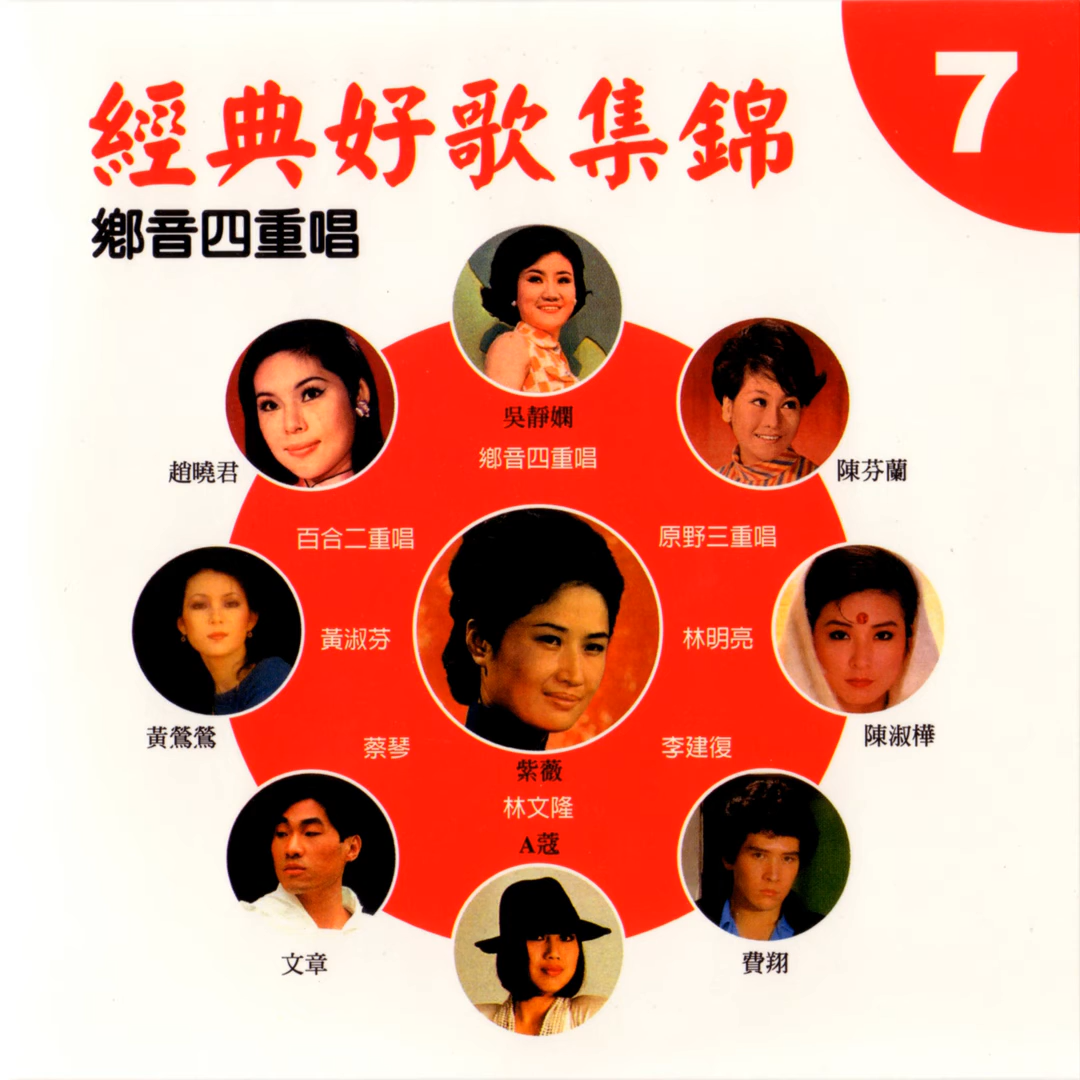 7
經典好歌集錦
鄉音四重唱
吳靜嫻
鄉音四重唱
趙曉君
陳芬蘭
百合二重唱
原野三重唱
黃淑芬
林明亮
黃鶯鶯
陳淑樺
蔡琴
李建復
紫薇
林文隆
A蔻
文章
費翔